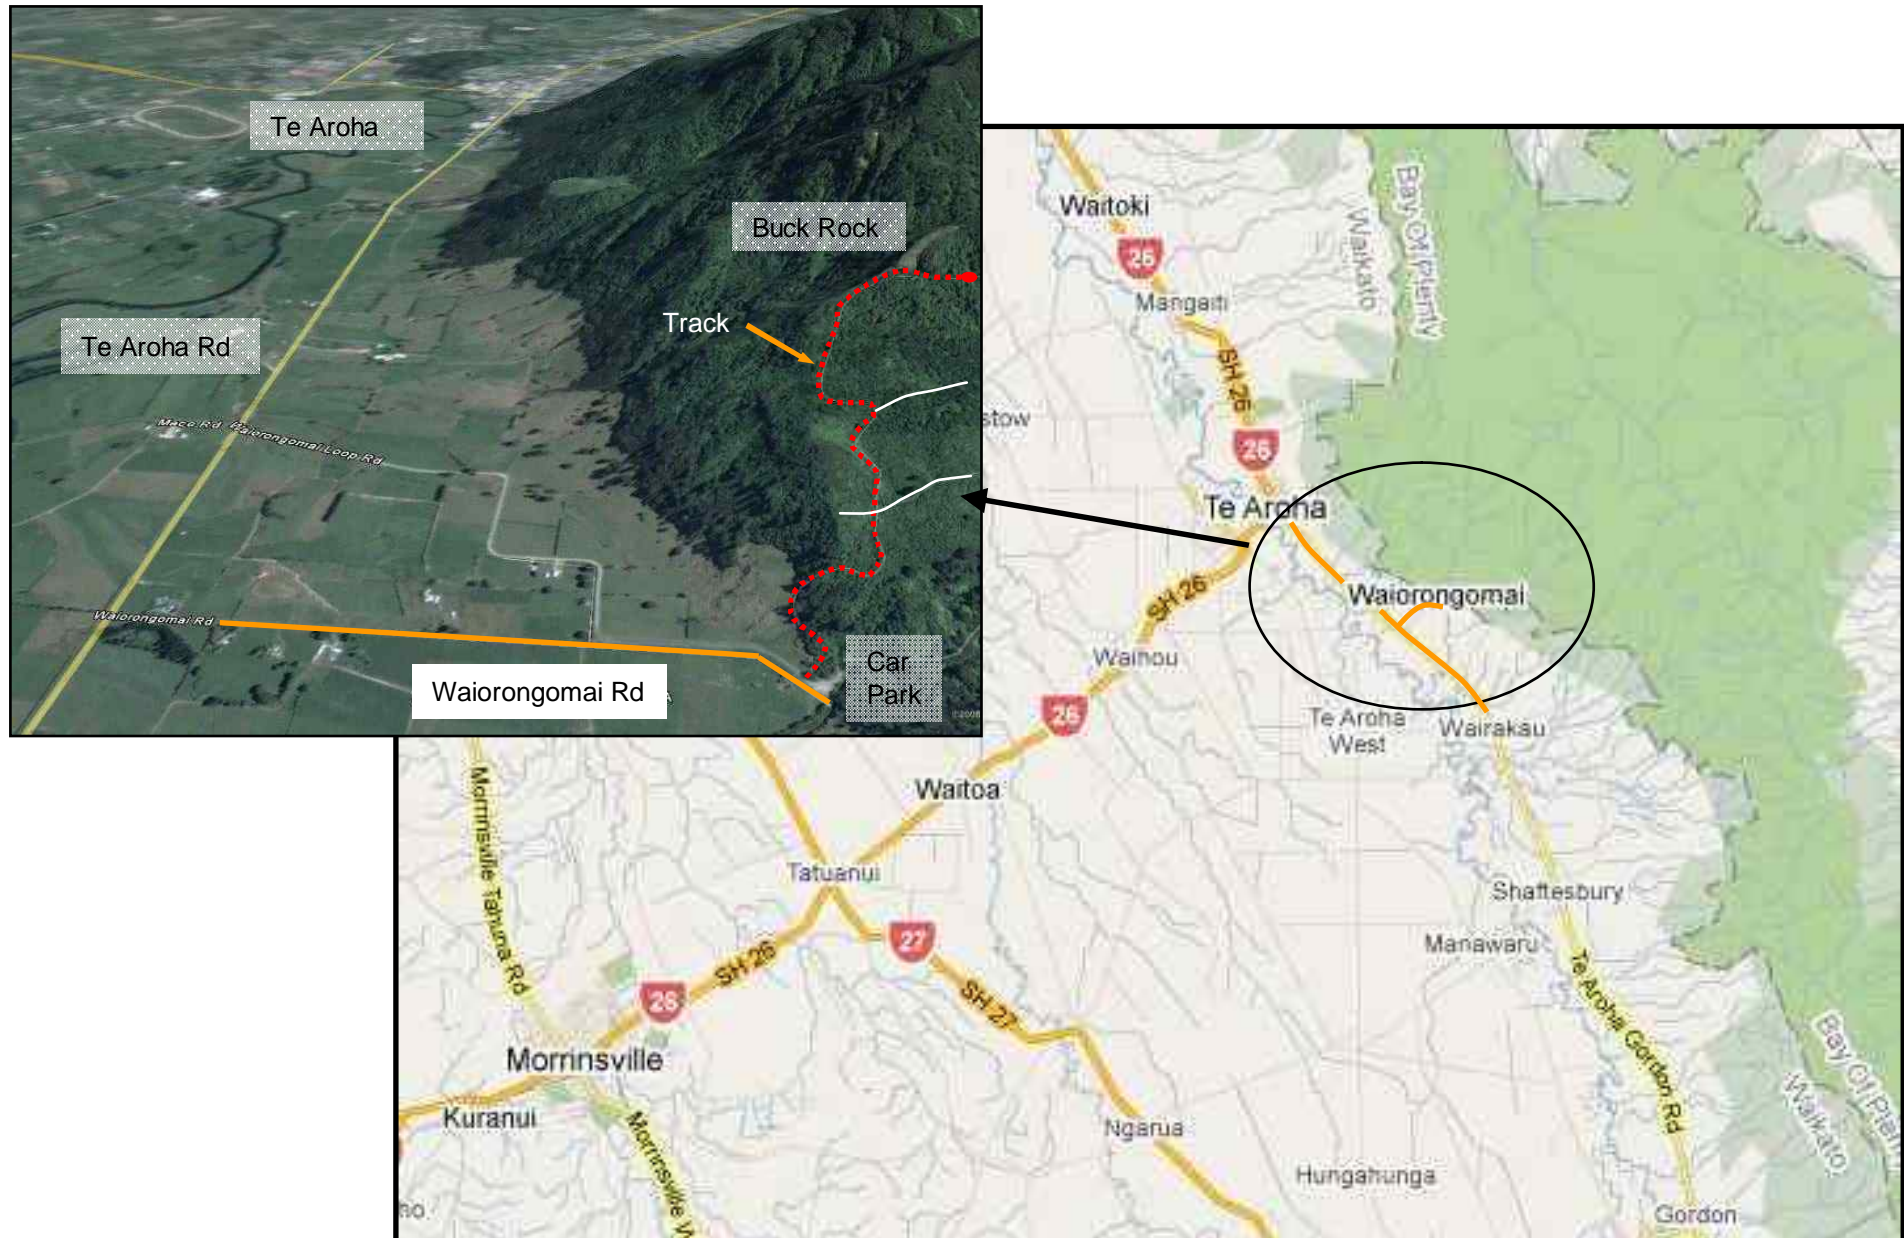 Te Aroha
Buck Rock
Track
Te Aroha Rd
Maco Rd
Waiorongomai Loop Rd
Waiorongomai Rd
Waiorongomai Rd
Car
Park
©2008
Waitoki
26
Mangaiti
SH 26
26
Bay Of Plenty
Waikato
stow
Te Aroha
Waiorongomai
SH 26
Waihou
26
Te Aroha
West
Wairakau
Waitoa
Morrinsville Tahuna Rd
Tatuanui
Shaftesbury
27
Manawaru
SH 26
26
SH 27
Te Aroha Gordon Rd
Morrinsville
Kuranui
Morrinsville W
Ngarua
Bay Of Plen
Waikato
Hungahunga
Gordon